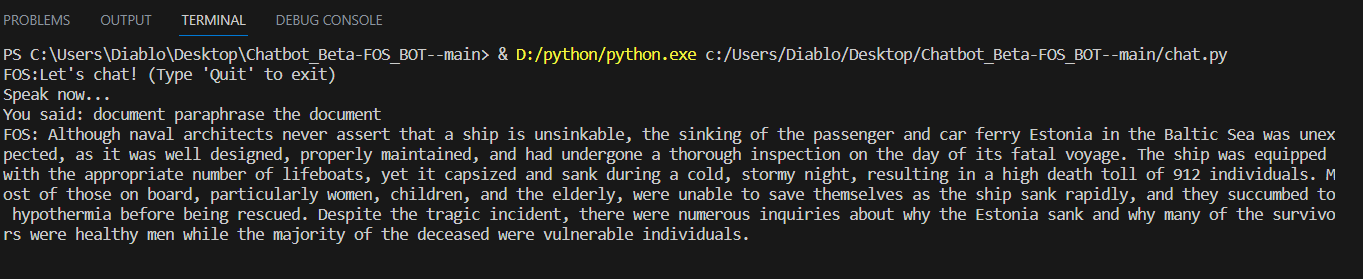 PROBLEMS OUTPUT TERMINAL DEBUG CONSOLE
PS C:\Users\Diablo\Desktop\Chatbot_Beta-FOS_BOT--main> & D:/python/python.exe c:/Users/Diablo/Desktop/Chatbot_Beta-FOS_BOT--main/chat.py
FOS:Let's chat! (Type 'Quit' to exit)
Speak now...
You said: document paraphrase the document
FOS: Although naval architects never assert that a ship is unsinkable, the sinking of the passenger and car ferry Estonia in the Baltic Sea was unex
pected, as it was well designed, properly maintained, and had undergone a thorough inspection on the day of its fatal voyage. The ship was equipped
with the appropriate number of lifeboats, yet it capsized and sank during a cold, stormy night, resulting in a high death toll of 912 individuals. M
ost of those on board, particularly women, children, and the elderly, were unable to save themselves as the ship sank rapidly, and they succumbed to
 hypothermia before being rescued. Despite the tragic incident, there were numerous inquiries about why the Estonia sank and why many of the survivo
rs were healthy men while the majority of the deceased were vulnerable individuals.